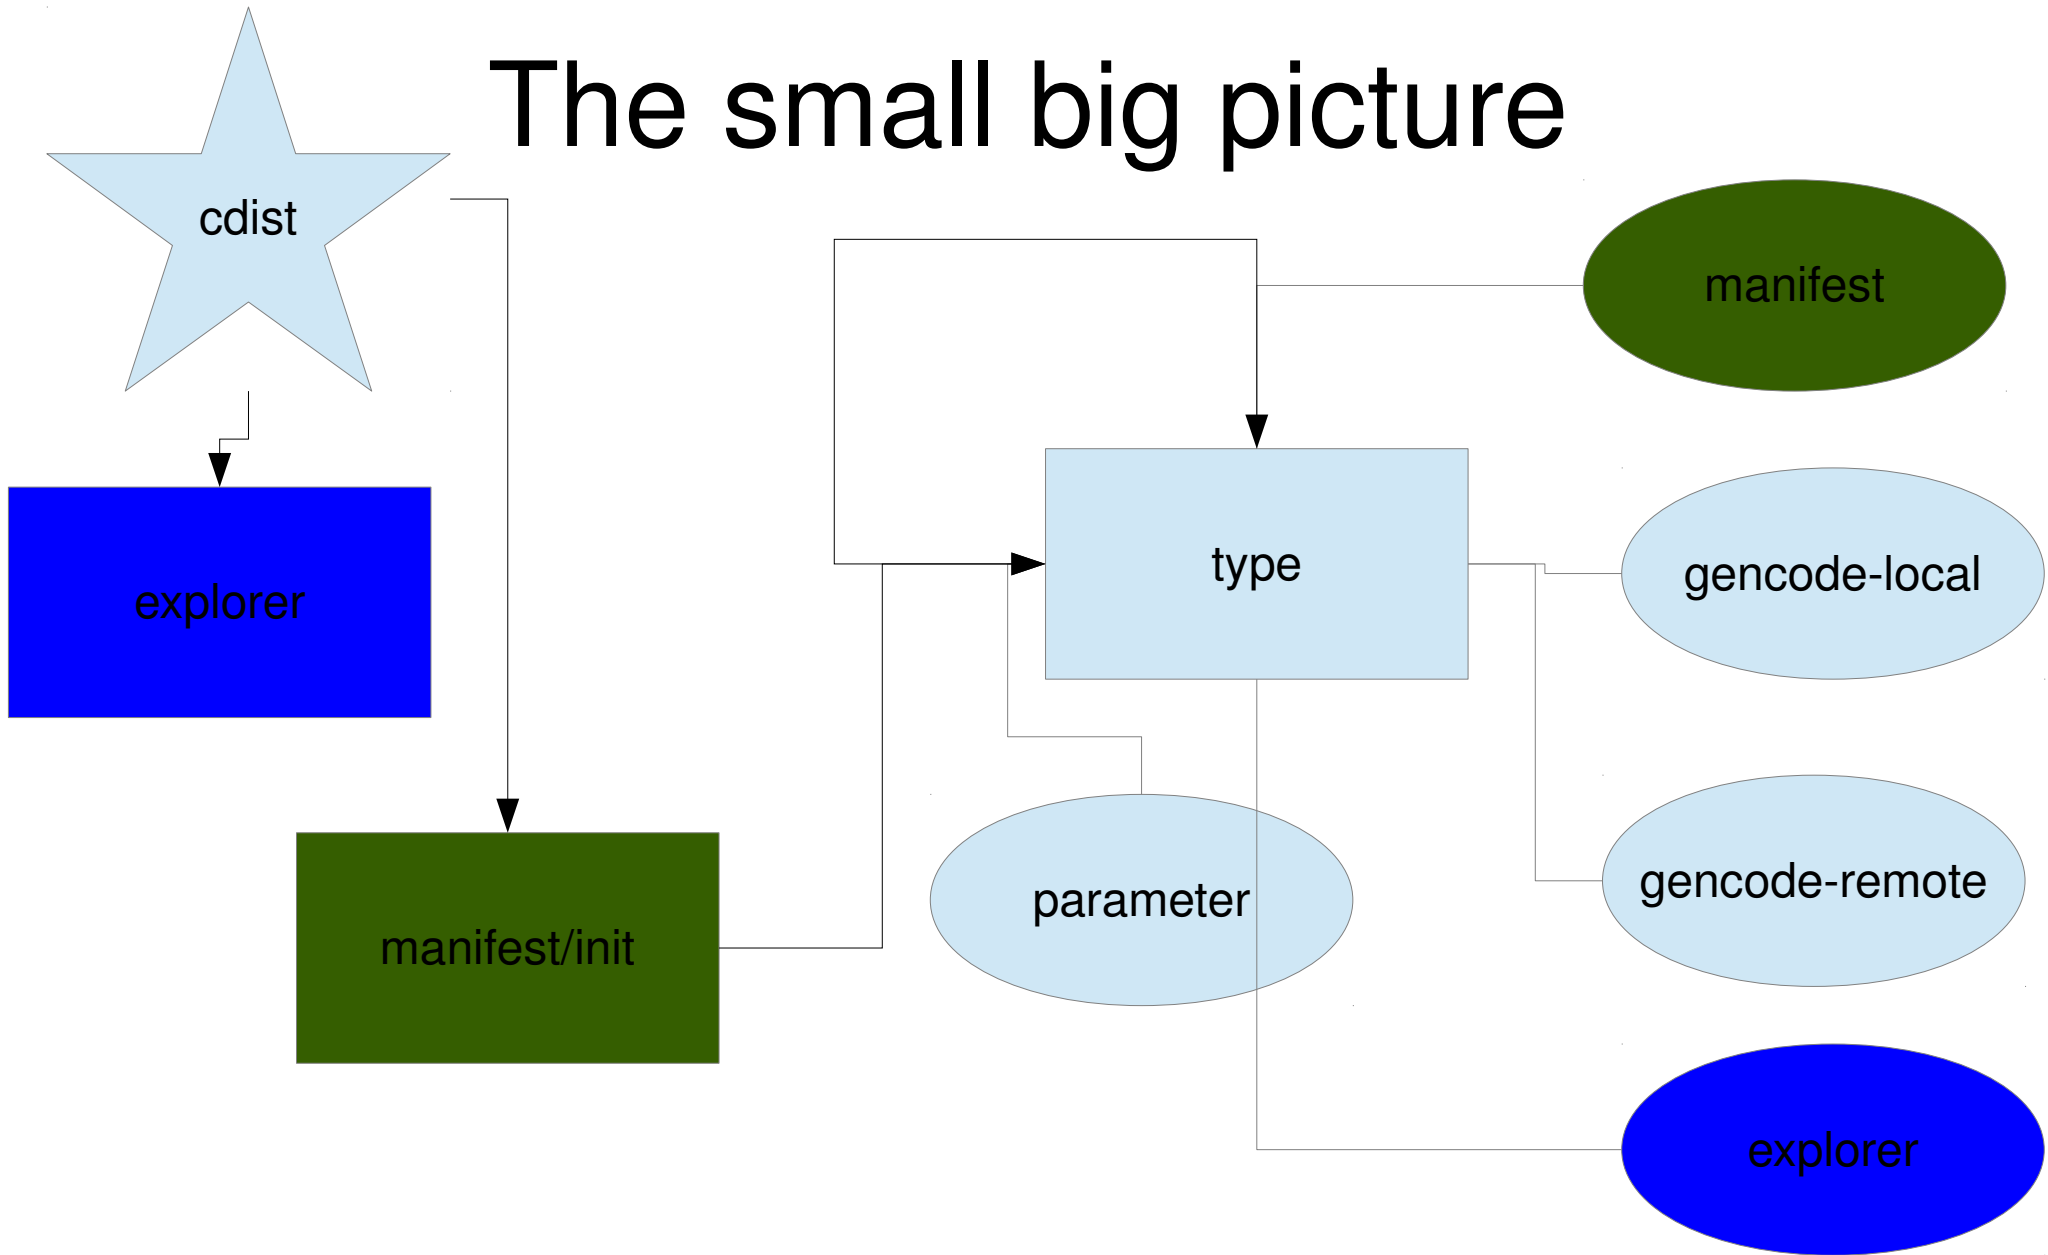 The small big picture
cdist
manifest
explorer
type
gencode-local
gencode-remote
parameter
manifest/init
explorer